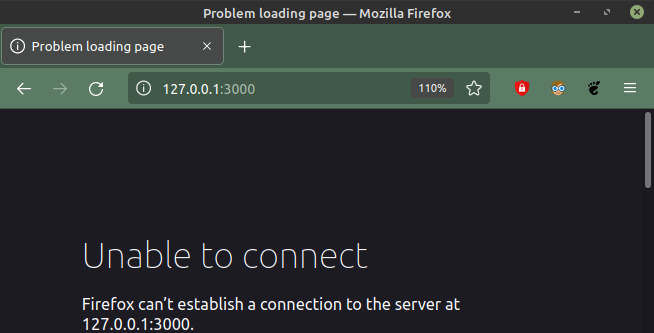 Problem loading page — Mozilla Firefox
Problem loading page
127.0.0.1:3000
110%
Unable to connect
Firefox can’t establish a connection to the server at
127.0.0.1:3000.